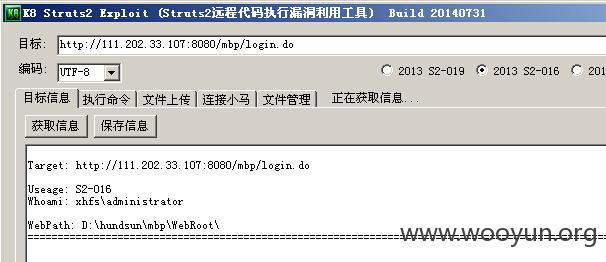 K8 K8 Struts2 Exploit (Struts2远程代码执行漏洞利用工具) Build 20140731
目标: http://111.202.33.107:8080/mbp/login.do
编码: UTF-8 2013 S2-019 2013 S2-016 201
目标信息 执行命令 文件上传 连接小马 文件管理 正在获取信息...
获取信息 保存信息
Target: http://111.202.33.107:8080/mbp/login.do
Useage: S2-016
Whoami: xhfs\administrator
WebPath: D:\hundsun\mbp\WebRoot\
www.wooyun.org